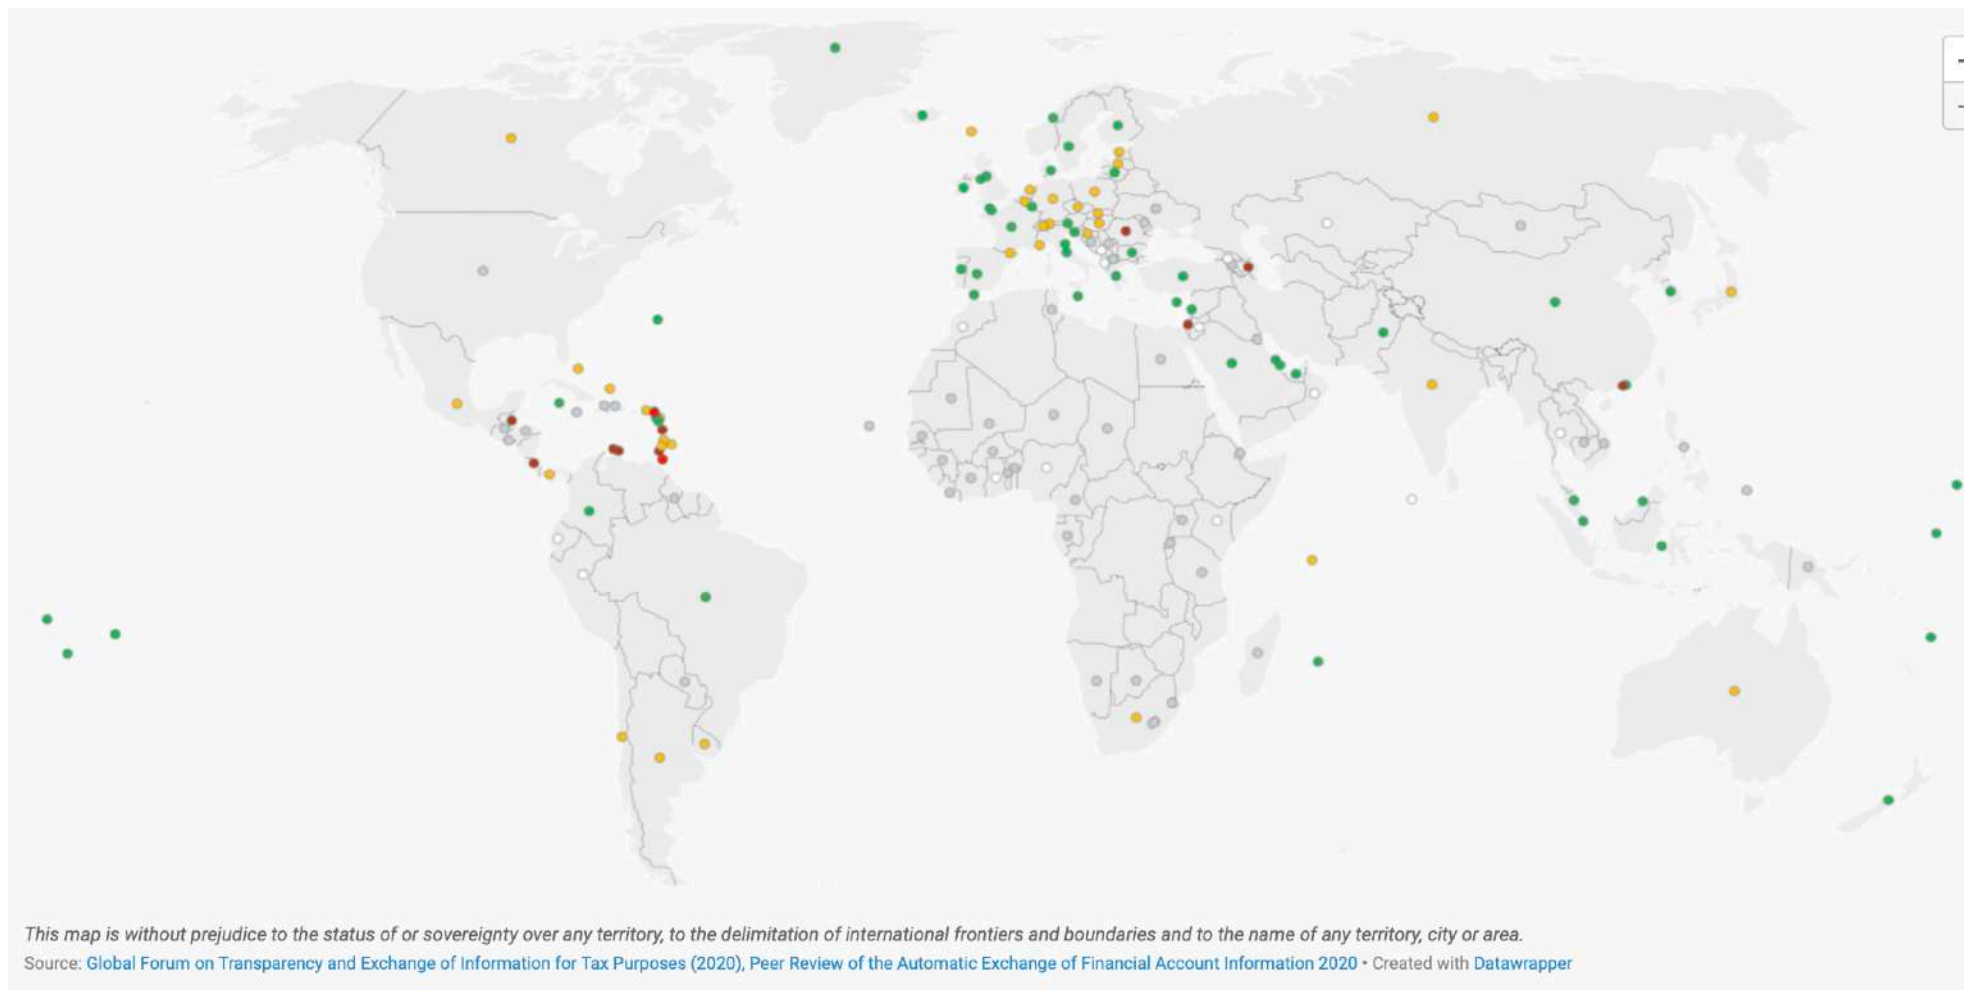 This map is without prejudice to the status of or sovereignty over any territory, to the delimitation of international frontiers and boundaries and to the name of any territory, city or area.
Source: Global Forum on Transparency and Exchange of Information for Tax Purposes (2020), Peer Review of the Automatic Exchange of Financial Account Information 2020 • Created with Datawrapper